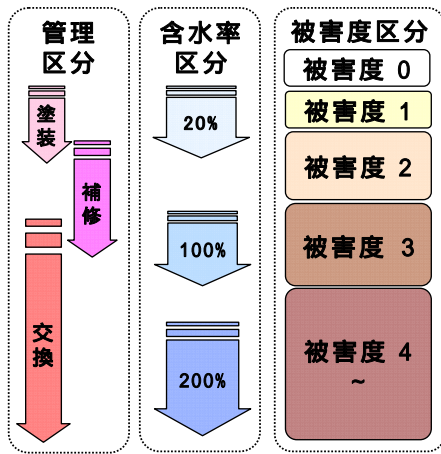 管理
区分
塗装
補修
交換
含水率
区分
20%
100%
200%
被害度区分
被害度 0
被害度 1
被害度 2
被害度 3
被害度 4
~